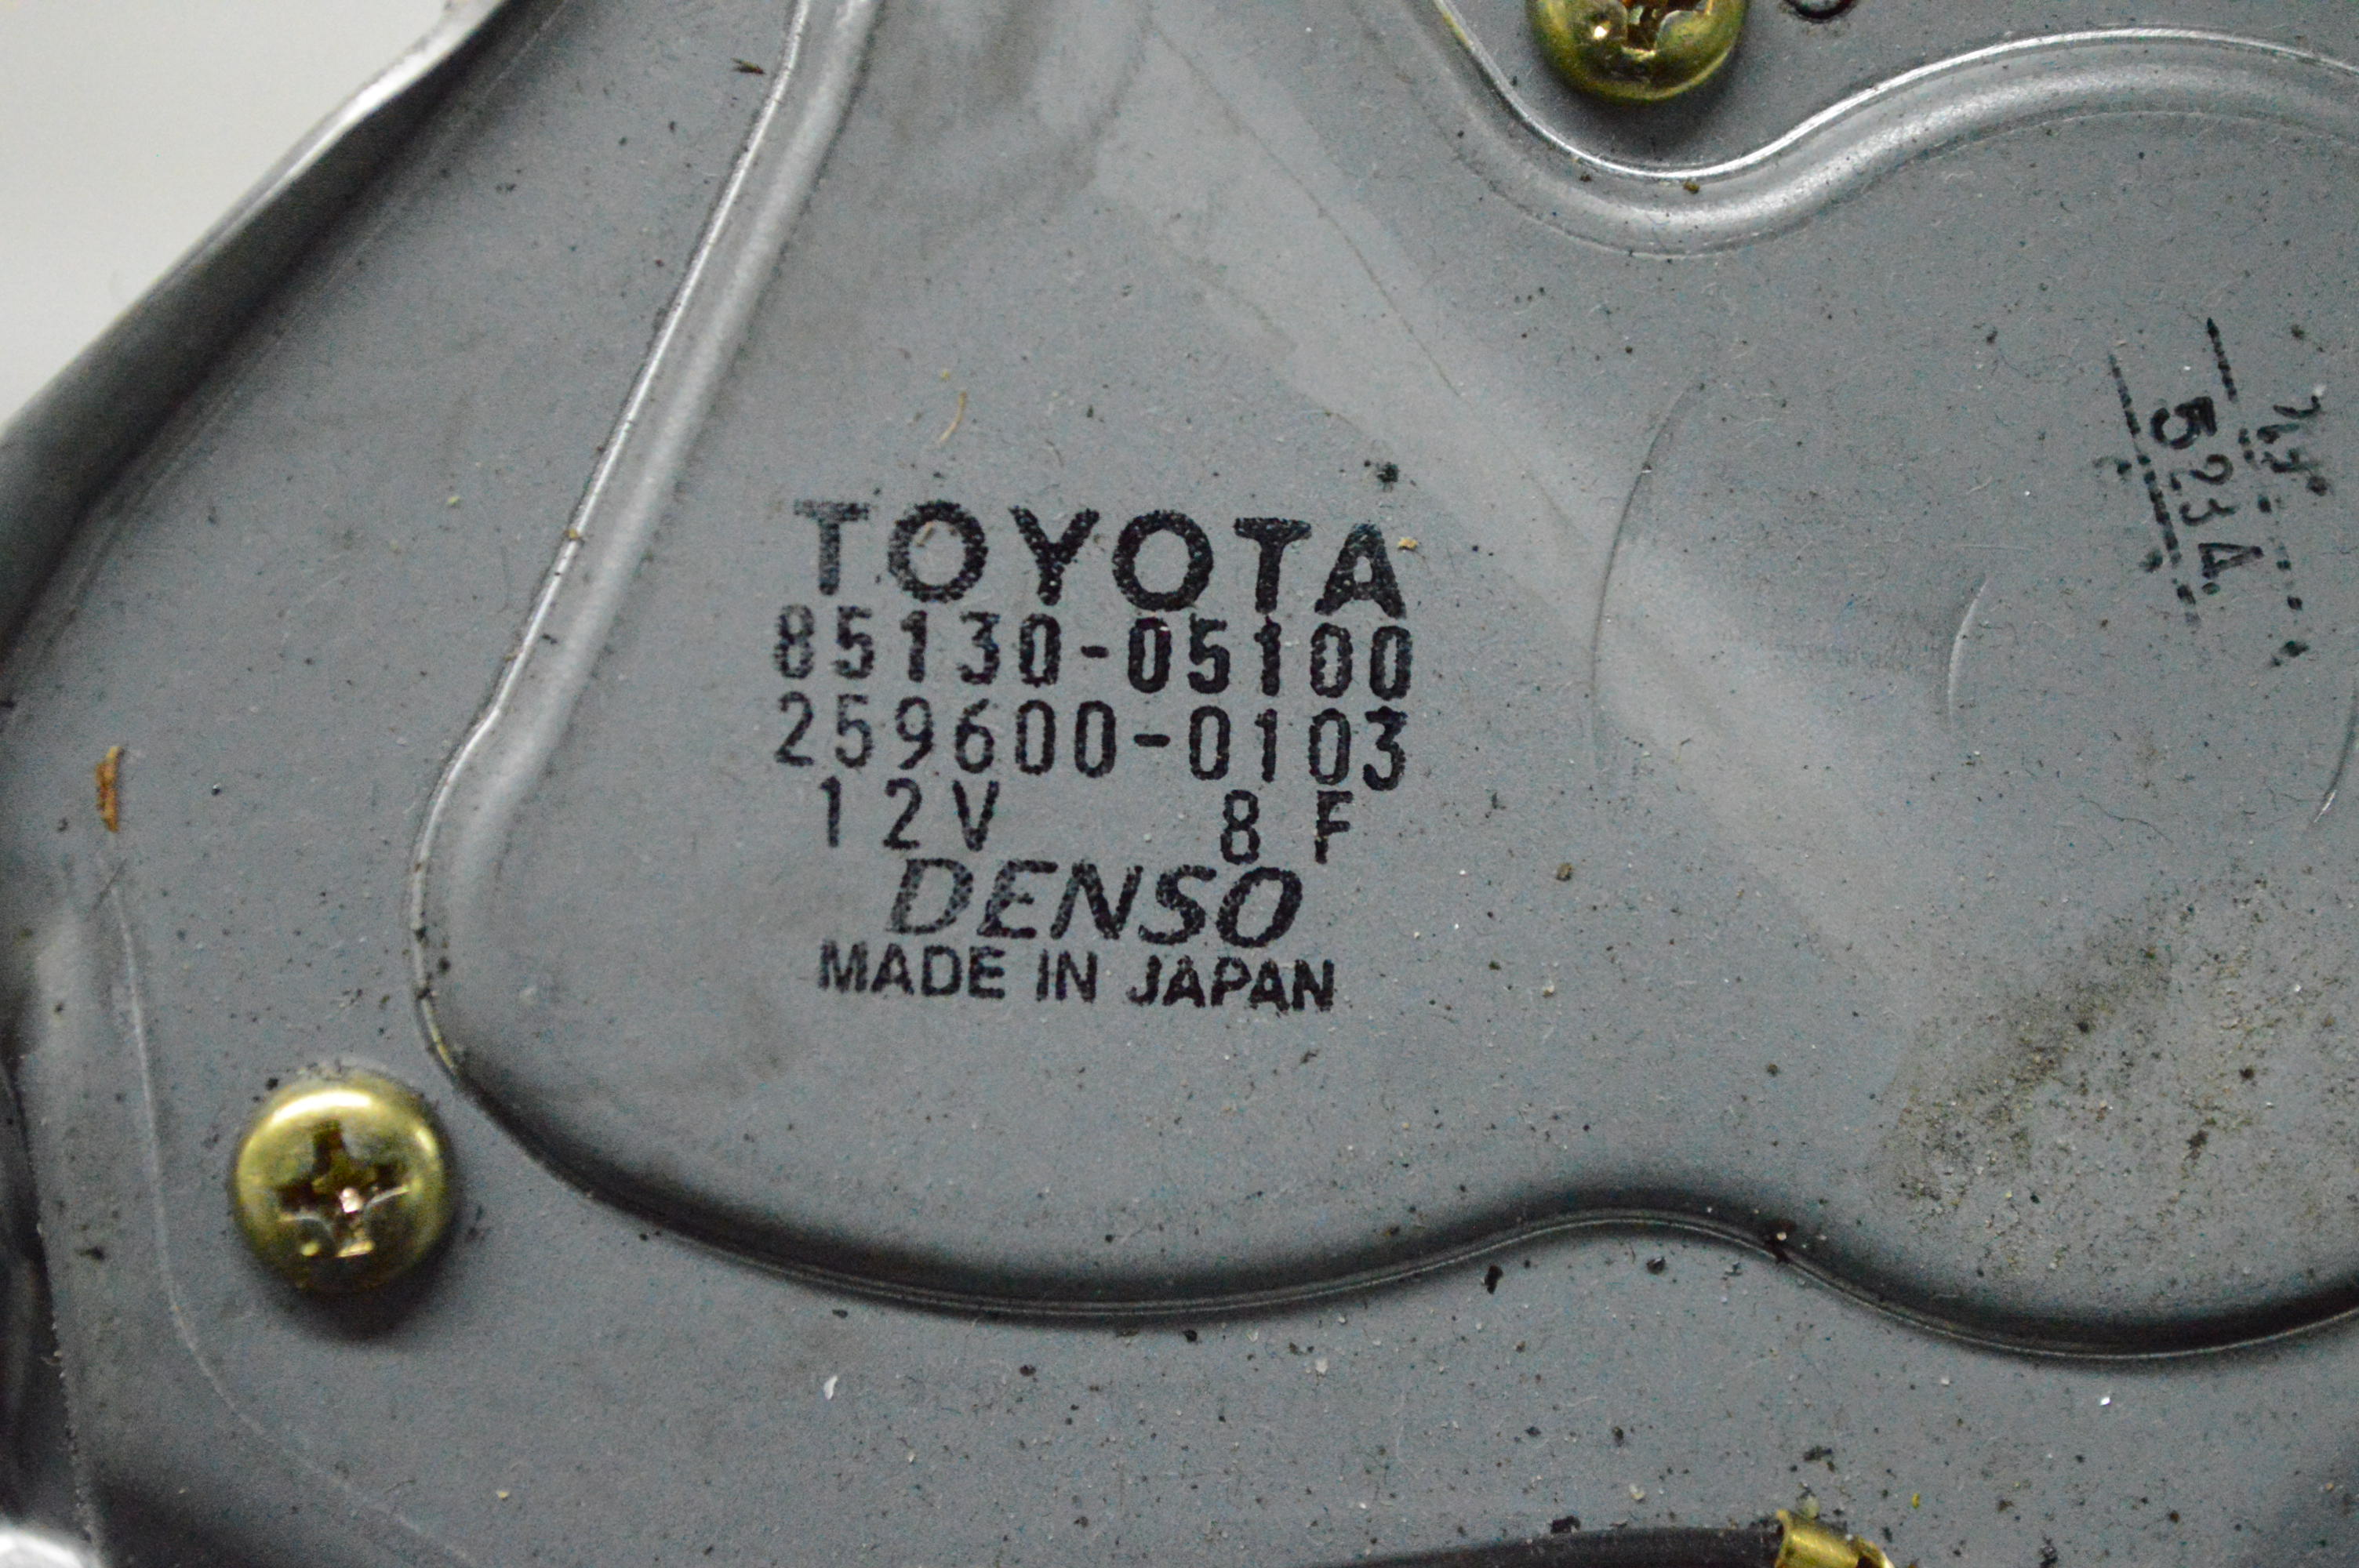 TOYOTA
85130-05100
259600-0103
12V 8F
DENSO
MADE IN JAPAN